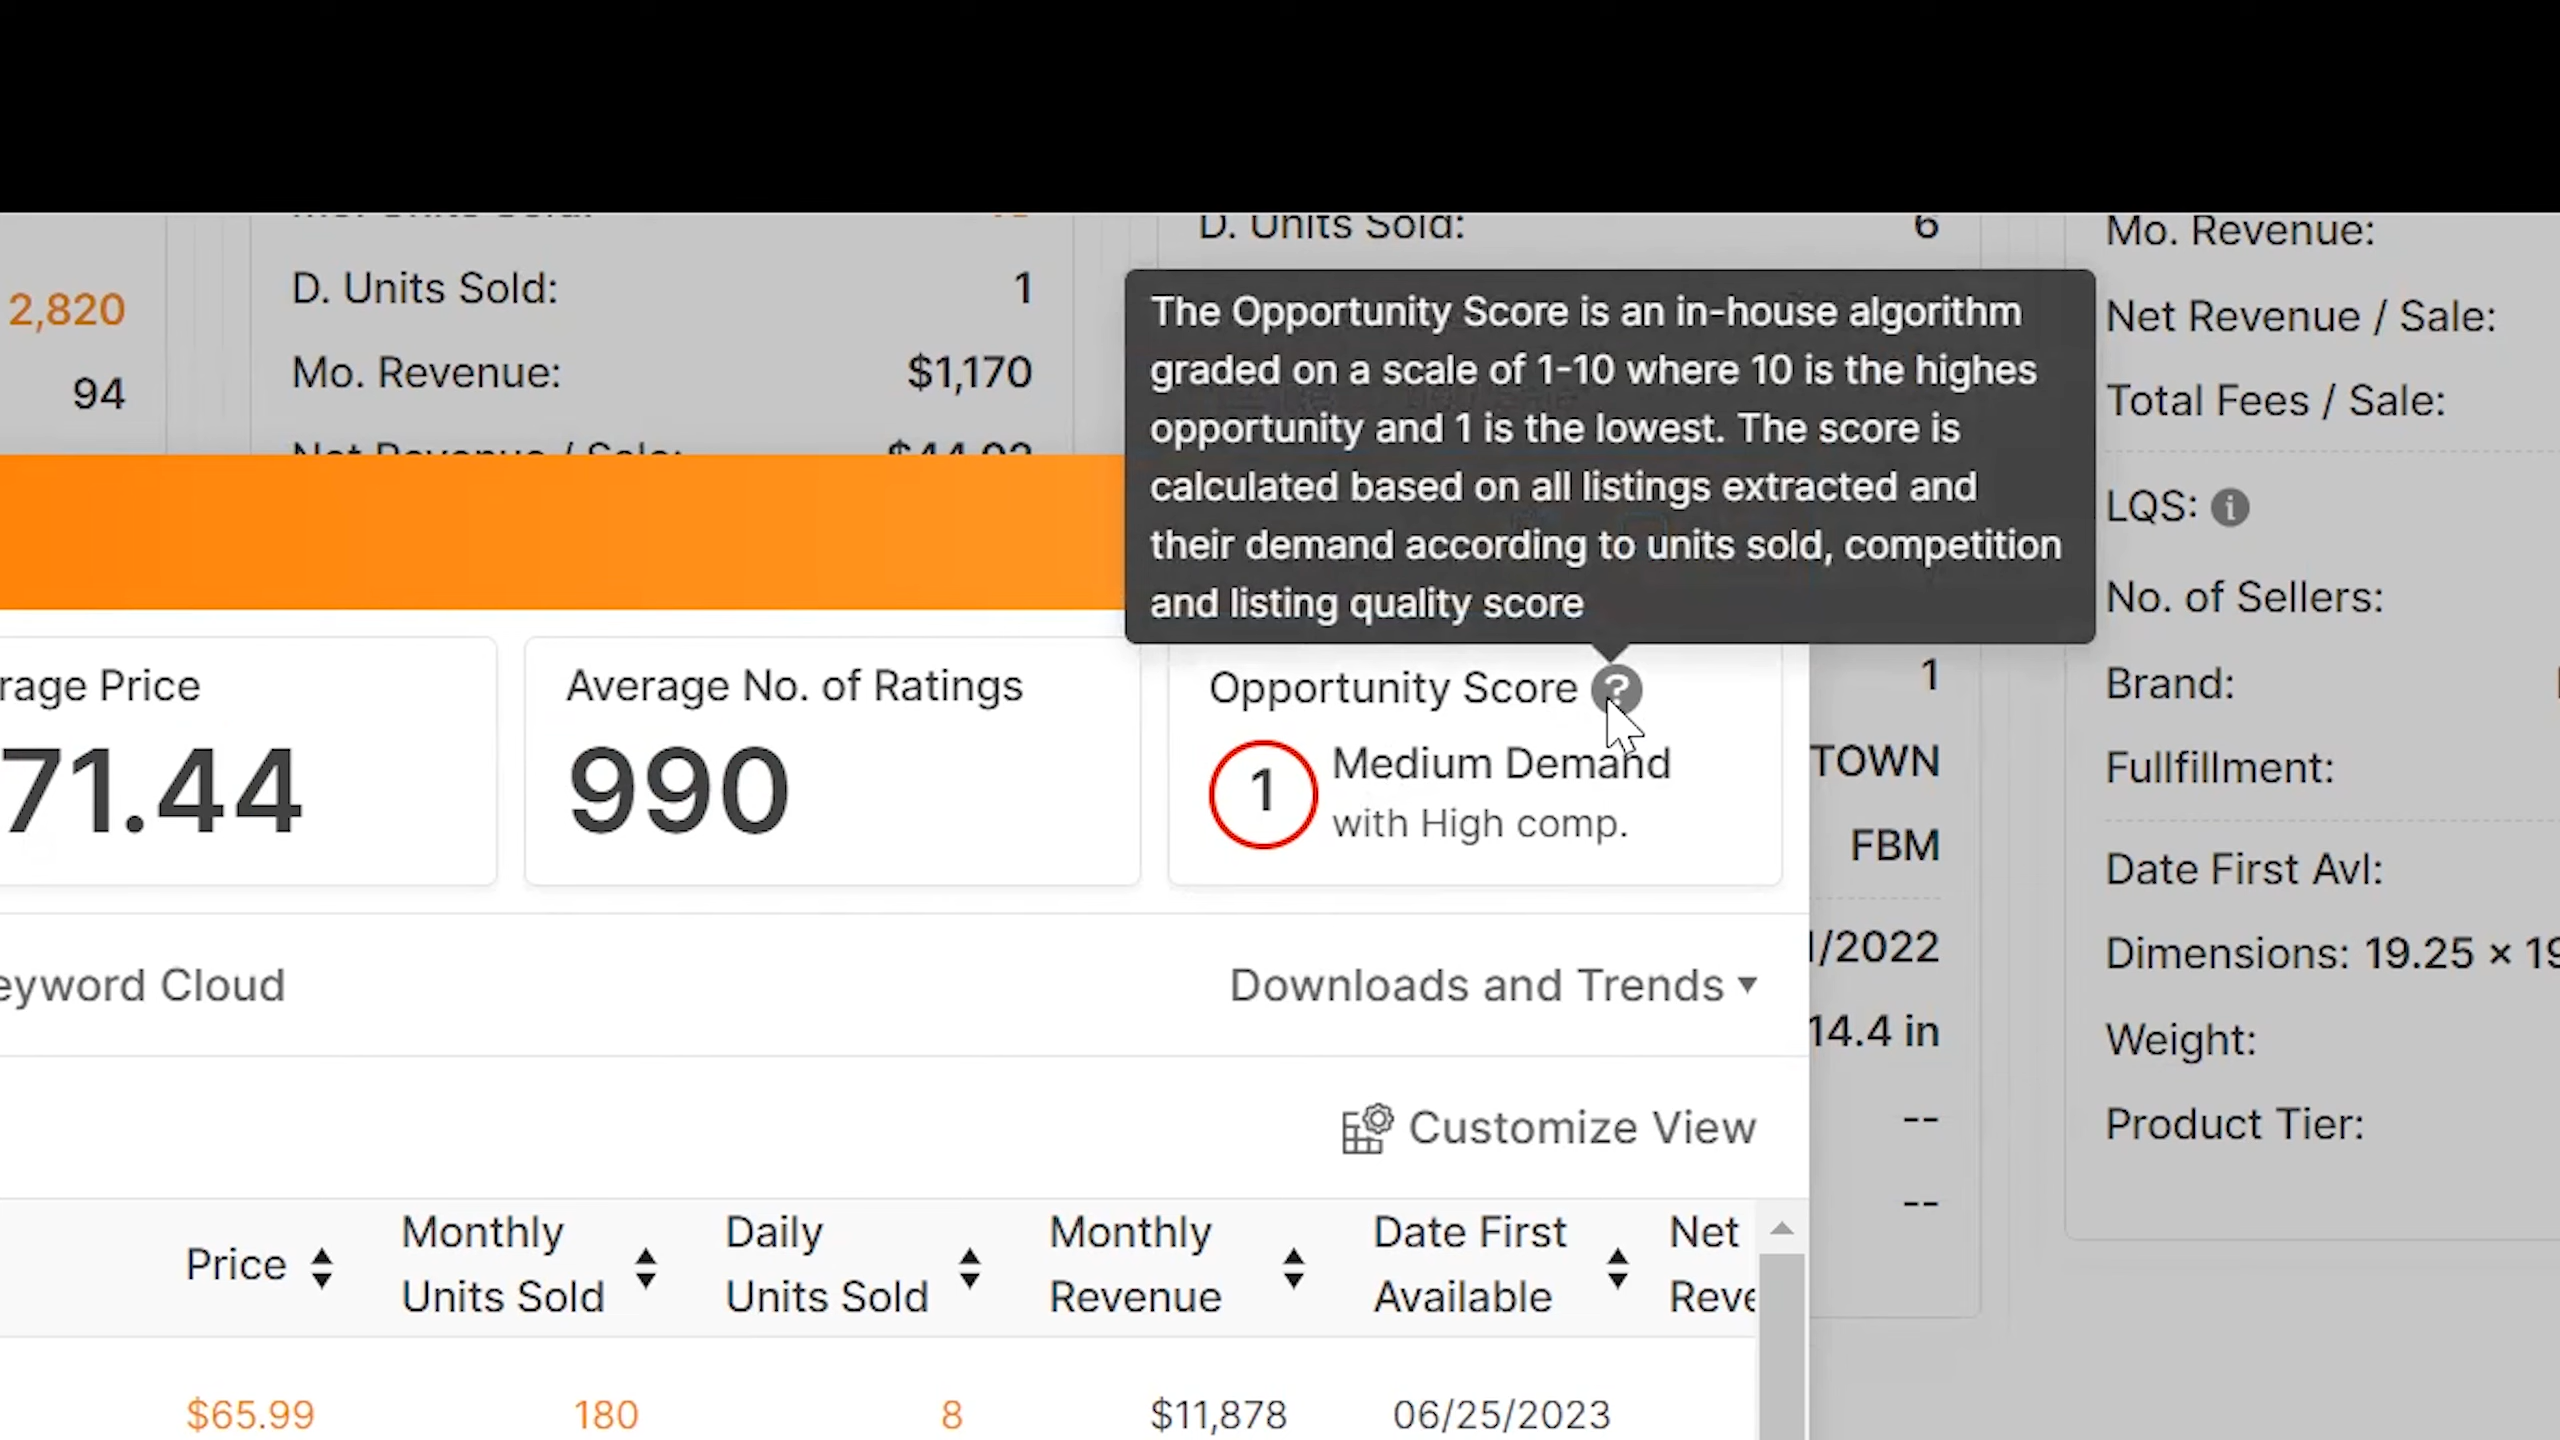 D. Units Sold: 6
Mo. Revenue:
2,820
D. Units Sold: 1
Net Revenue / Sale:
94
Mo. Revenue: $1,170
Total Fees / Sale:
Net Revenue / Sale: $44.02
The Opportunity Score is an in-house algorithm
graded on a scale of 1-10 where 10 is the highes
opportunity and 1 is the lowest. The score is
calculated based on all listings extracted and
their demand according to units sold, competition
and listing quality score
LQS: i
No. of Sellers:
rage Price
71.44
Average No. of Ratings
990
Opportunity Score ?
1 Medium Demand
with High comp.
1
Brand:
TOWN
Fullfillment:
FBM
Date First Avl:
1/2022
Dimensions: 19.25 × 19
14.4 in
Weight:
--
Product Tier:
--
eyword Cloud
Downloads and Trends
Customize View
Price
Monthly
Units Sold
Daily
Units Sold
Monthly
Revenue
Date First
Available
Net
Reve
$65.99 180 8 $11,878 06/25/2023